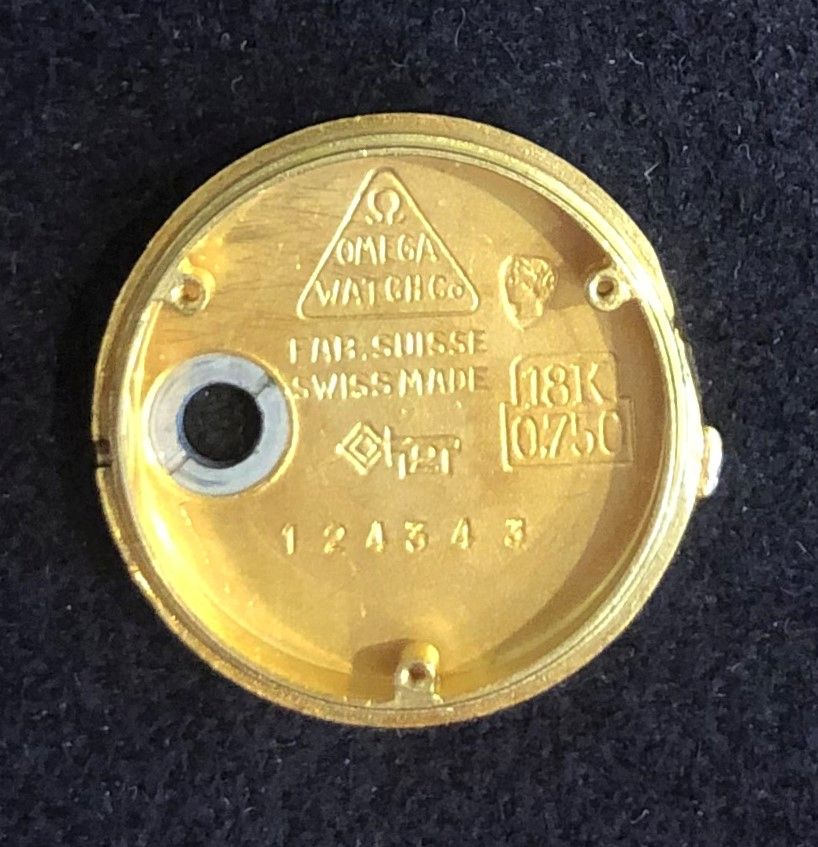 Ω
OMEGA
WATCH Co
FAB. SUISSE
SWISS MADE
18K
0.750
124343